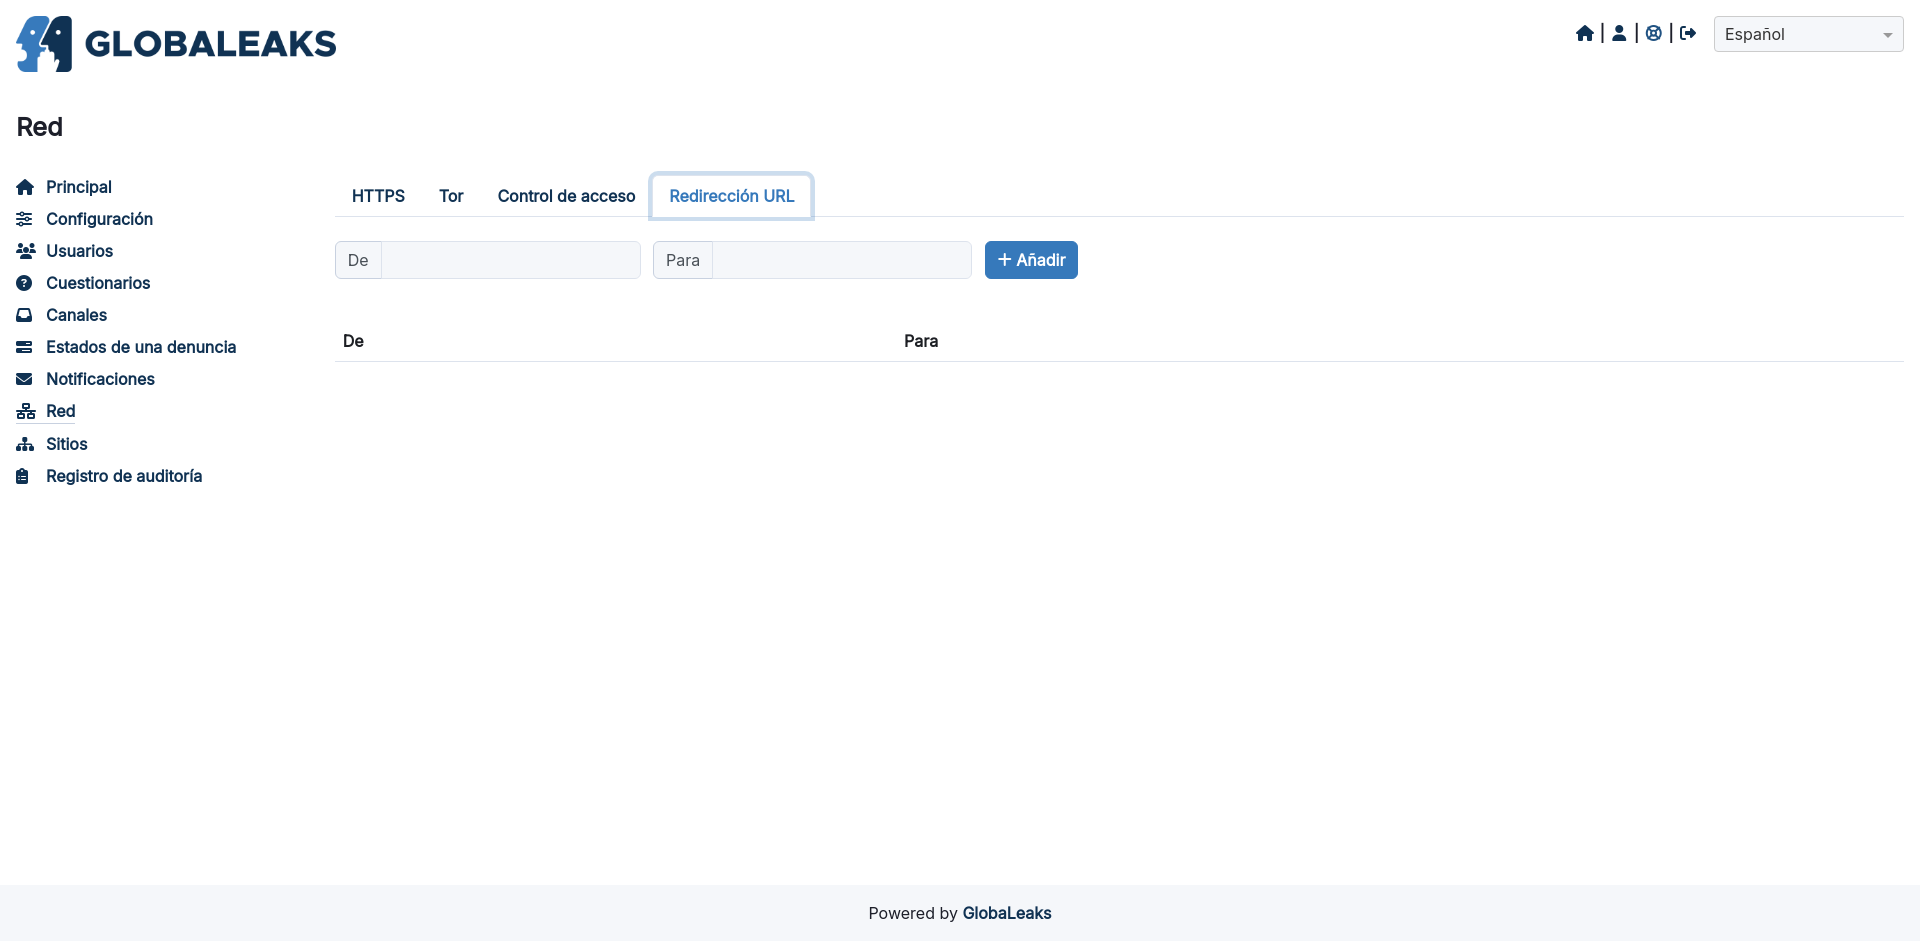 GLOBALEAKS
Español
Red
Principal
Configuración
Usuarios
Cuestionarios
Canales
Estados de una denuncia
Notificaciones
Red
Sitios
Registro de auditoría
HTTPS Tor Control de acceso Redirección URL
De Para Añadir
De Para
Powered by GlobaLeaks